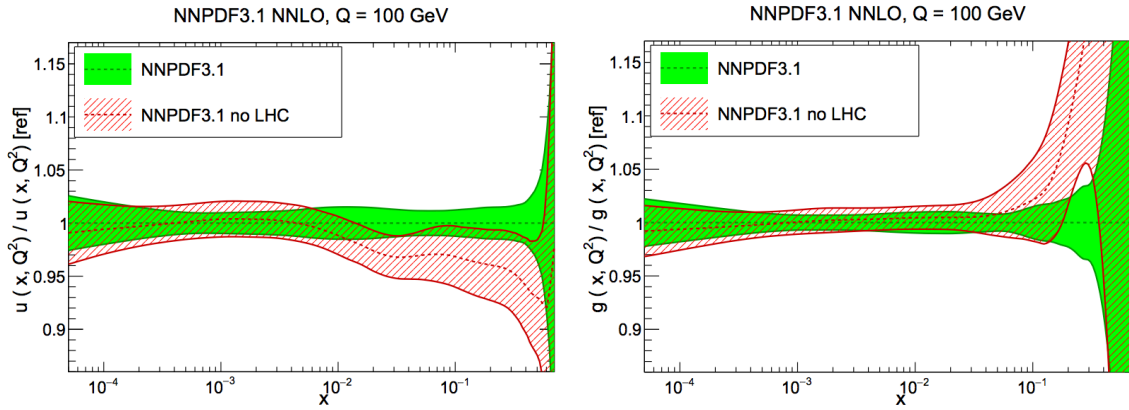 NNPDF3.1 NNLO, Q = 100 GeV
NNPDF3.1
NNPDF3.1 no LHC
u ( x, Q²) / u ( x, Q²) [ref]
1.15
1.1
1.05
1
0.95
0.9
10⁻⁴
10⁻³
10⁻²
10⁻¹
x
NNPDF3.1 NNLO, Q = 100 GeV
NNPDF3.1
NNPDF3.1 no LHC
g ( x, Q²) / g ( x, Q²) [ref]
1.15
1.1
1.05
1
0.95
0.9
10⁻⁴
10⁻³
10⁻²
10⁻¹
x